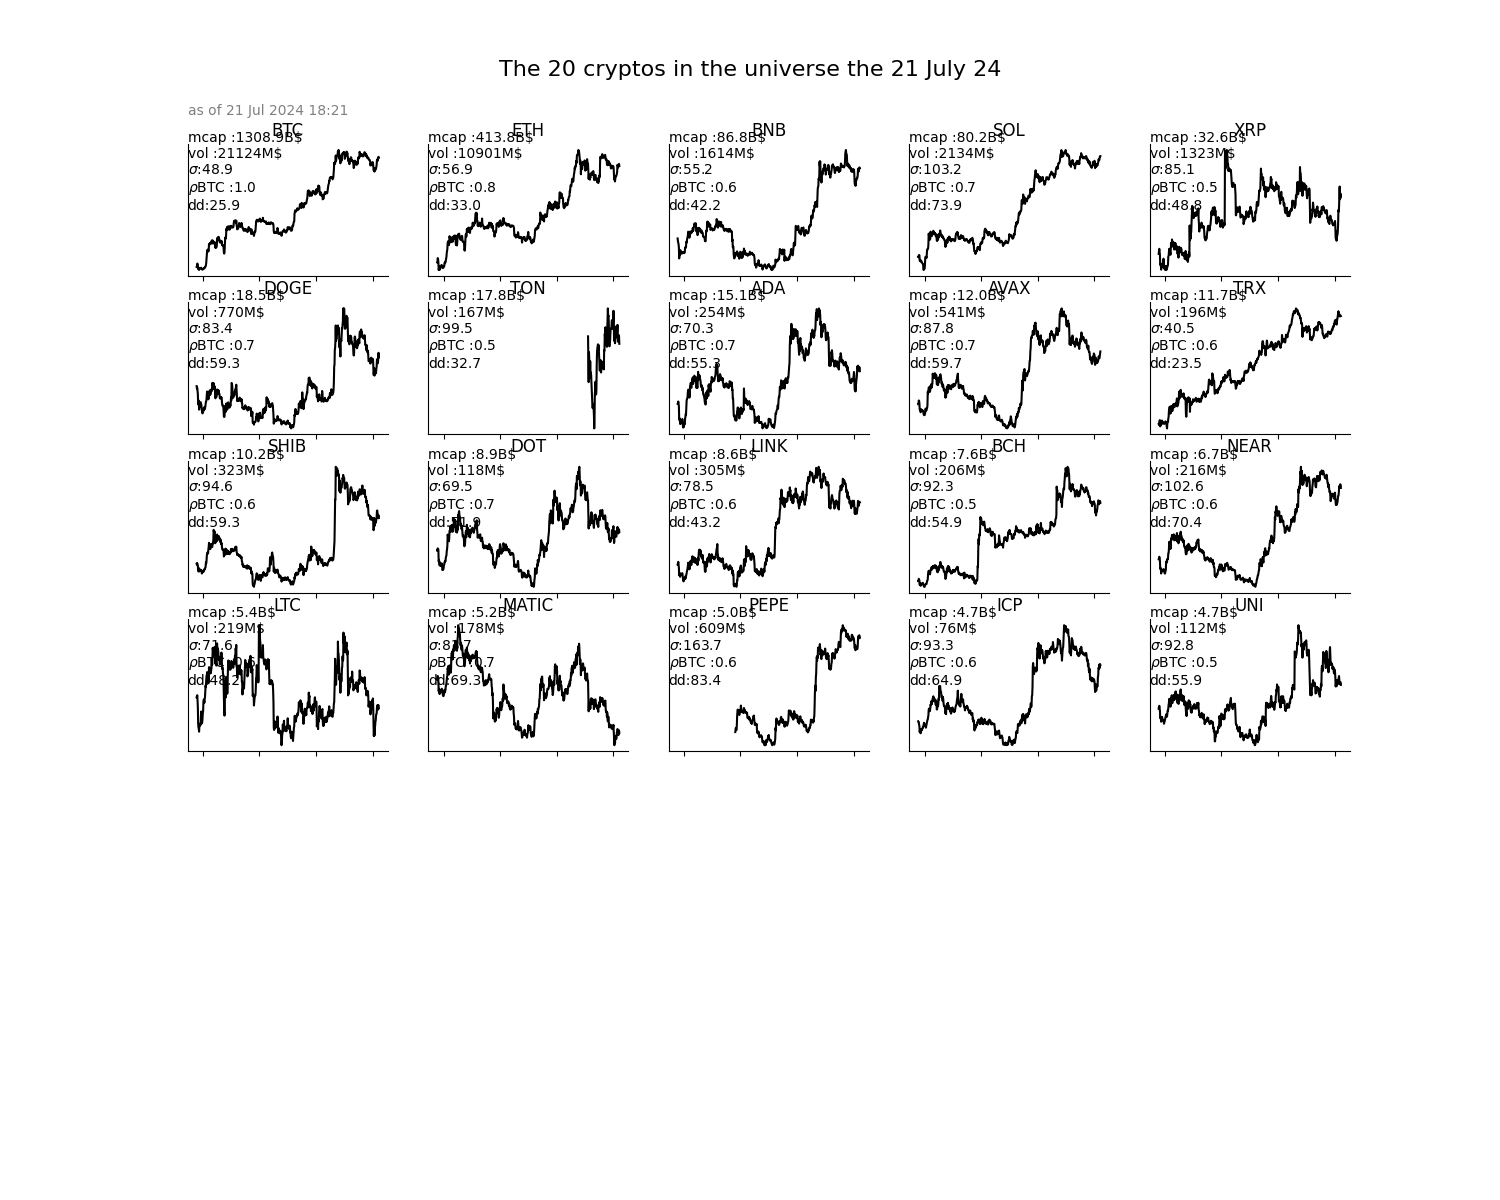 The 20 cryptos in the universe the 21 July 24
as of 21 Jul 2024 18:21
BTC
mcap :1308.9B$
vol :21124M$
σ:48.9
ρBTC :1.0
dd:25.9
ETH
mcap :413.8B$
vol :10901M$
σ:56.9
ρBTC :0.8
dd:33.0
BNB
mcap :86.8B$
vol :1614M$
σ:55.2
ρBTC :0.6
dd:42.2
SOL
mcap :80.2B$
vol :2134M$
σ:103.2
ρBTC :0.7
dd:73.9
XRP
mcap :32.6B$
vol :1323M$
σ:85.1
ρBTC :0.5
dd:48.8
DOGE
mcap :18.5B$
vol :770M$
σ:83.4
ρBTC :0.7
dd:59.3
TON
mcap :17.8B$
vol :167M$
σ:99.5
ρBTC :0.5
dd:32.7
ADA
mcap :15.1B$
vol :254M$
σ:70.3
ρBTC :0.7
dd:55.3
AVAX
mcap :12.0B$
vol :541M$
σ:87.8
ρBTC :0.7
dd:59.7
TRX
mcap :11.7B$
vol :196M$
σ:40.5
ρBTC :0.6
dd:23.5
SHIB
mcap :10.2B$
vol :323M$
σ:94.6
ρBTC :0.6
dd:59.3
DOT
mcap :8.9B$
vol :118M$
σ:69.5
ρBTC :0.7
LINK
mcap :8.6B$
vol :305M$
σ:78.5
ρBTC :0.6
dd:43.2
BCH
mcap :7.6B$
vol :206M$
σ:92.3
ρBTC :0.5
dd:54.9
NEAR
mcap :6.7B$
vol :216M$
σ:102.6
ρBTC :0.6
dd:70.4
LTC
mcap :5.4B$
vol :219M$
σ:71.6
ρBTC
dd:48.2
MATIC
mcap :5.2B$
vol :178M$
ρBTC :0.7
dd:69.3
PEPE
mcap :5.0B$
vol :609M$
σ:163.7
ρBTC :0.6
dd:83.4
ICP
mcap :4.7B$
vol :76M$
σ:93.3
ρBTC :0.6
dd:64.9
UNI
mcap :4.7B$
vol :112M$
σ:92.8
ρBTC :0.5
dd:55.9